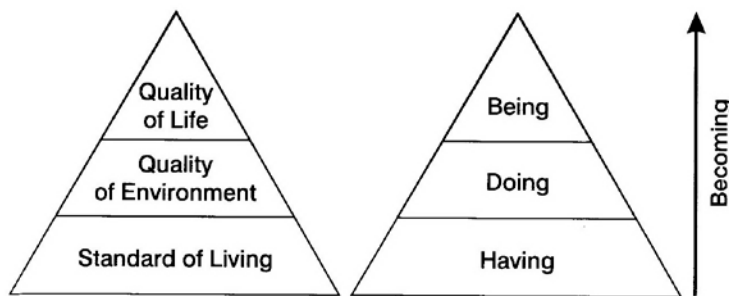 Quality
of Life
Quality
of Environment
Standard of Living
Being
Doing
Having
Becoming